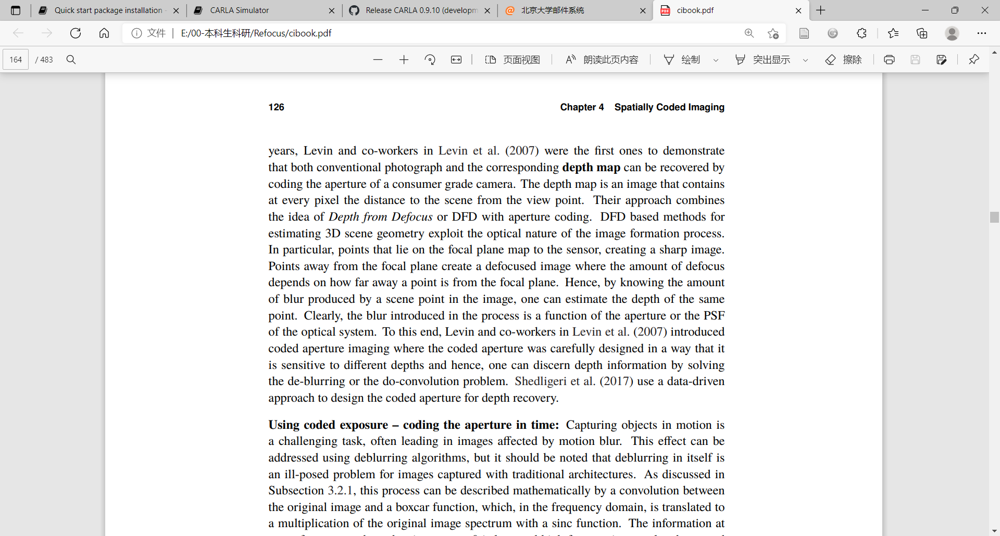 Quick start package installation
CARLA Simulator
Release CARLA 0.9.10 (developm
北京大学邮件系统
cibook.pdf
文件 | E:/00-本科生科研/Refocus/cibook.pdf
164 / 483
页面视图
朗读此页内容
绘制
突出显示
擦除
126 Chapter 4 Spatially Coded Imaging
years, Levin and co-workers in Levin et al. (2007) were the first ones to demonstrate
that both conventional photograph and the corresponding depth map can be recovered by
coding the aperture of a consumer grade camera. The depth map is an image that contains
at every pixel the distance to the scene from the view point. Their approach combines
the idea of Depth from Defocus or DFD with aperture coding. DFD based methods for
estimating 3D scene geometry exploit the optical nature of the image formation process.
In particular, points that lie on the focal plane map to the sensor, creating a sharp image.
Points away from the focal plane create a defocused image where the amount of defocus
depends on how far away a point is from the focal plane. Hence, by knowing the amount
of blur produced by a scene point in the image, one can estimate the depth of the same
point. Clearly, the blur introduced in the process is a function of the aperture or the PSF
of the optical system. To this end, Levin and co-workers in Levin et al. (2007) introduced
coded aperture imaging where the coded aperture was carefully designed in a way that it
is sensitive to different depths and hence, one can discern depth information by solving
the de-blurring or the do-convolution problem. Shedligeri et al. (2017) use a data-driven
approach to design the coded aperture for depth recovery.
Using coded exposure – coding the aperture in time: Capturing objects in motion is
a challenging task, often leading in images affected by motion blur. This effect can be
addressed using deblurring algorithms, but it should be noted that deblurring in itself is
an ill-posed problem for images captured with traditional architectures. As discussed in
Subsection 3.2.1, this process can be described mathematically by a convolution between
the original image and a boxcar function, which, in the frequency domain, is translated to
a multiplication of the original image spectrum with a sinc function. The information at